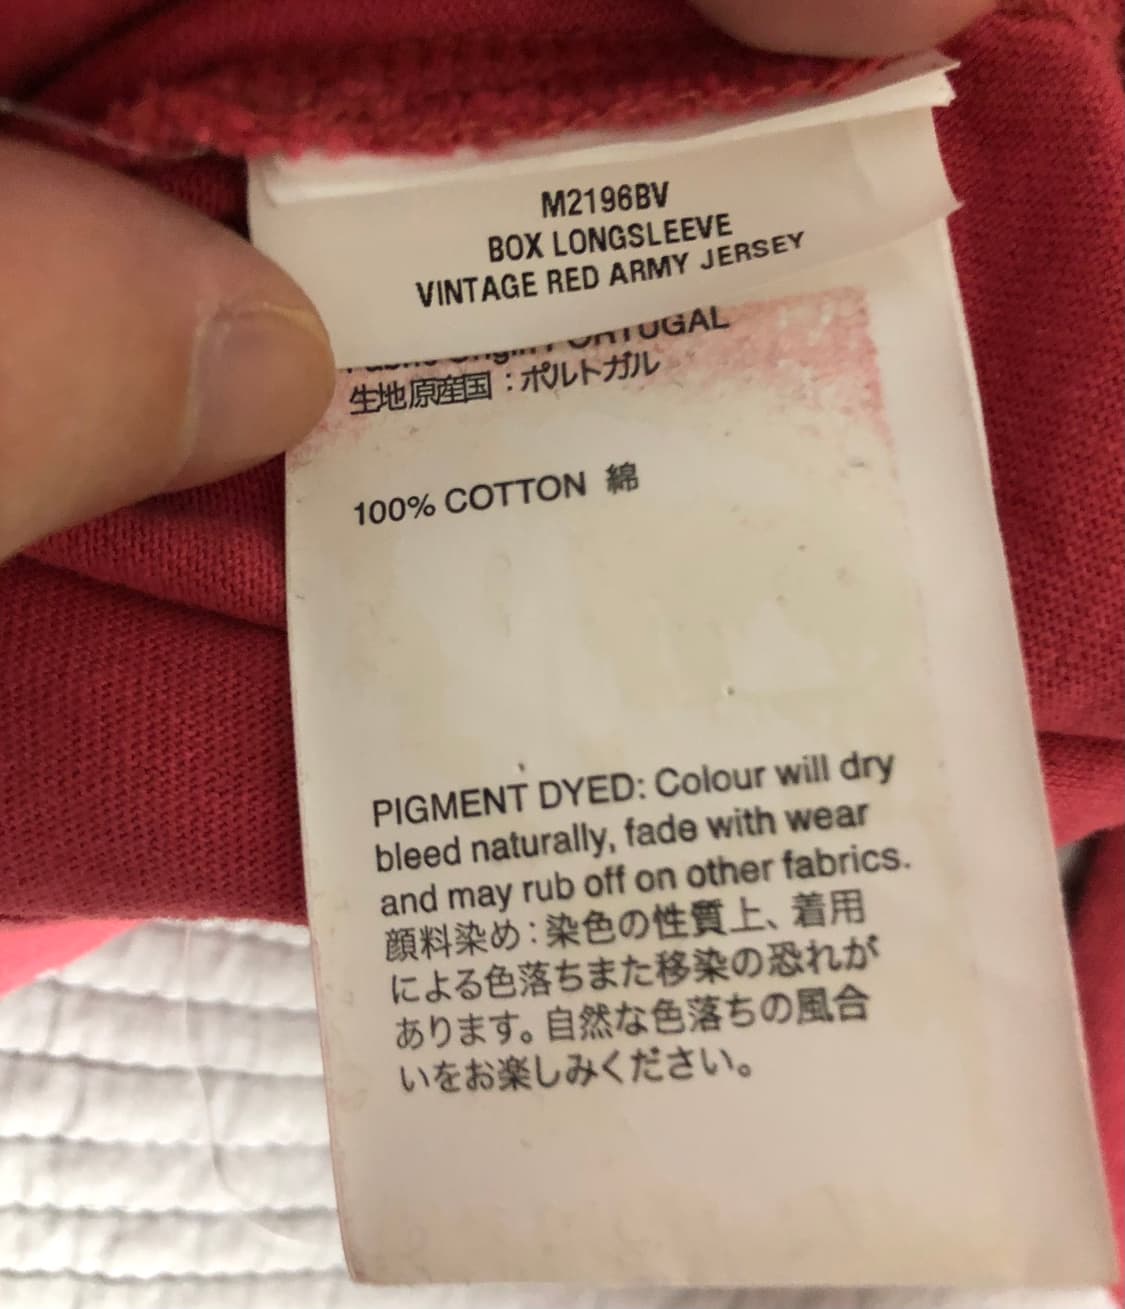 M2196BV
BOX LONGSLEEVE
VINTAGE RED ARMY JERSEY
Fabric Origin PORTUGAL
生地原産国：ポルトガル
100% COTTON 綿
PIGMENT DYED: Colour will dry
bleed naturally, fade with wear
and may rub off on other fabrics.
顔料染め：染色の性質上、着用
による色落ちまた移染の恐れが
あります。自然な色落ちの風合
いをお楽しみください。